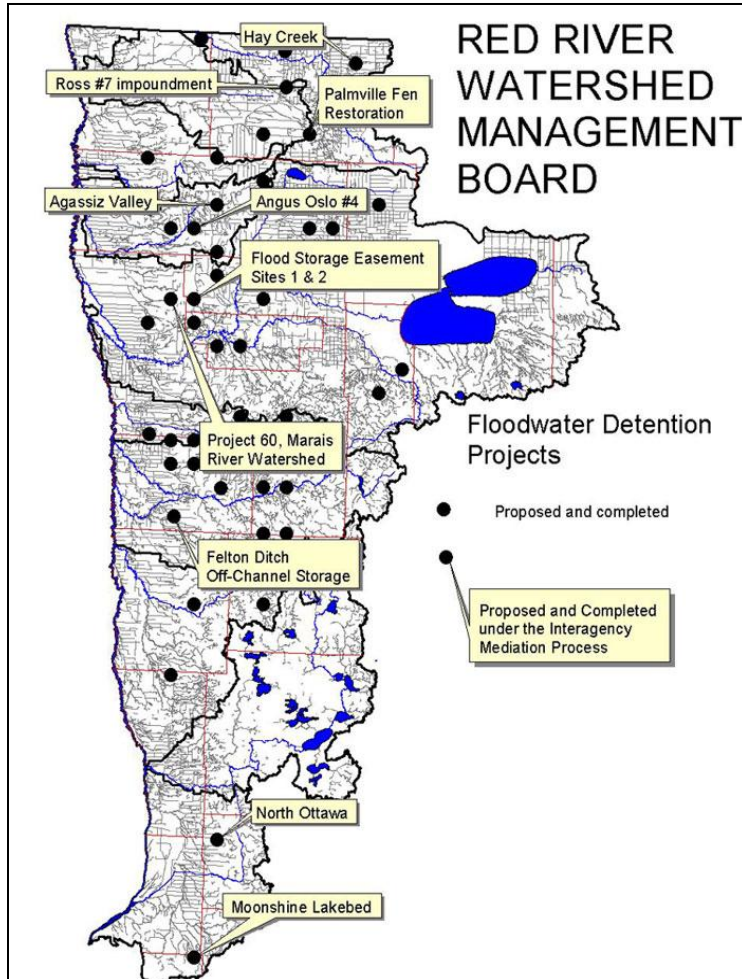 RED RIVER
WATERSHED
MANAGEMENT
BOARD
Hay Creek
Ross #7 impoundment
Palmville Fen
Restoration
Agassiz Valley
Angus Oslo #4
Flood Storage Easement
Sites 1 & 2
Project 60, Marais
River Watershed
Floodwater Detention
Projects
Proposed and completed
Proposed and Completed
under the Interagency
Mediation Process
Felton Ditch
Off-Channel Storage
North Ottawa
Moonshine Lakebed